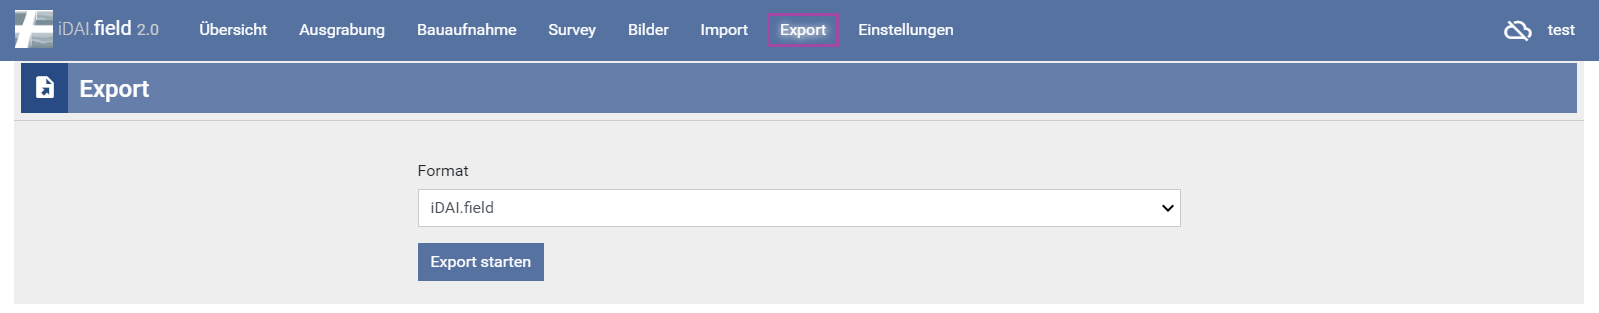 iDAI.field 2.0 Übersicht Ausgrabung Bauaufnahme Survey Bilder Import Export Einstellungen test
Export
Format
iDAI.field
Export starten